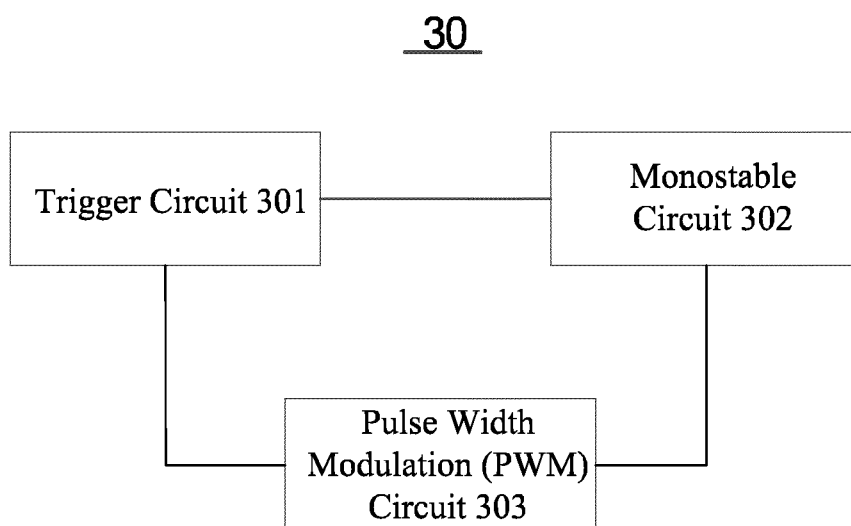 30
Trigger Circuit 301
Monostable
Circuit 302
Pulse Width
Modulation (PWM)
Circuit 303